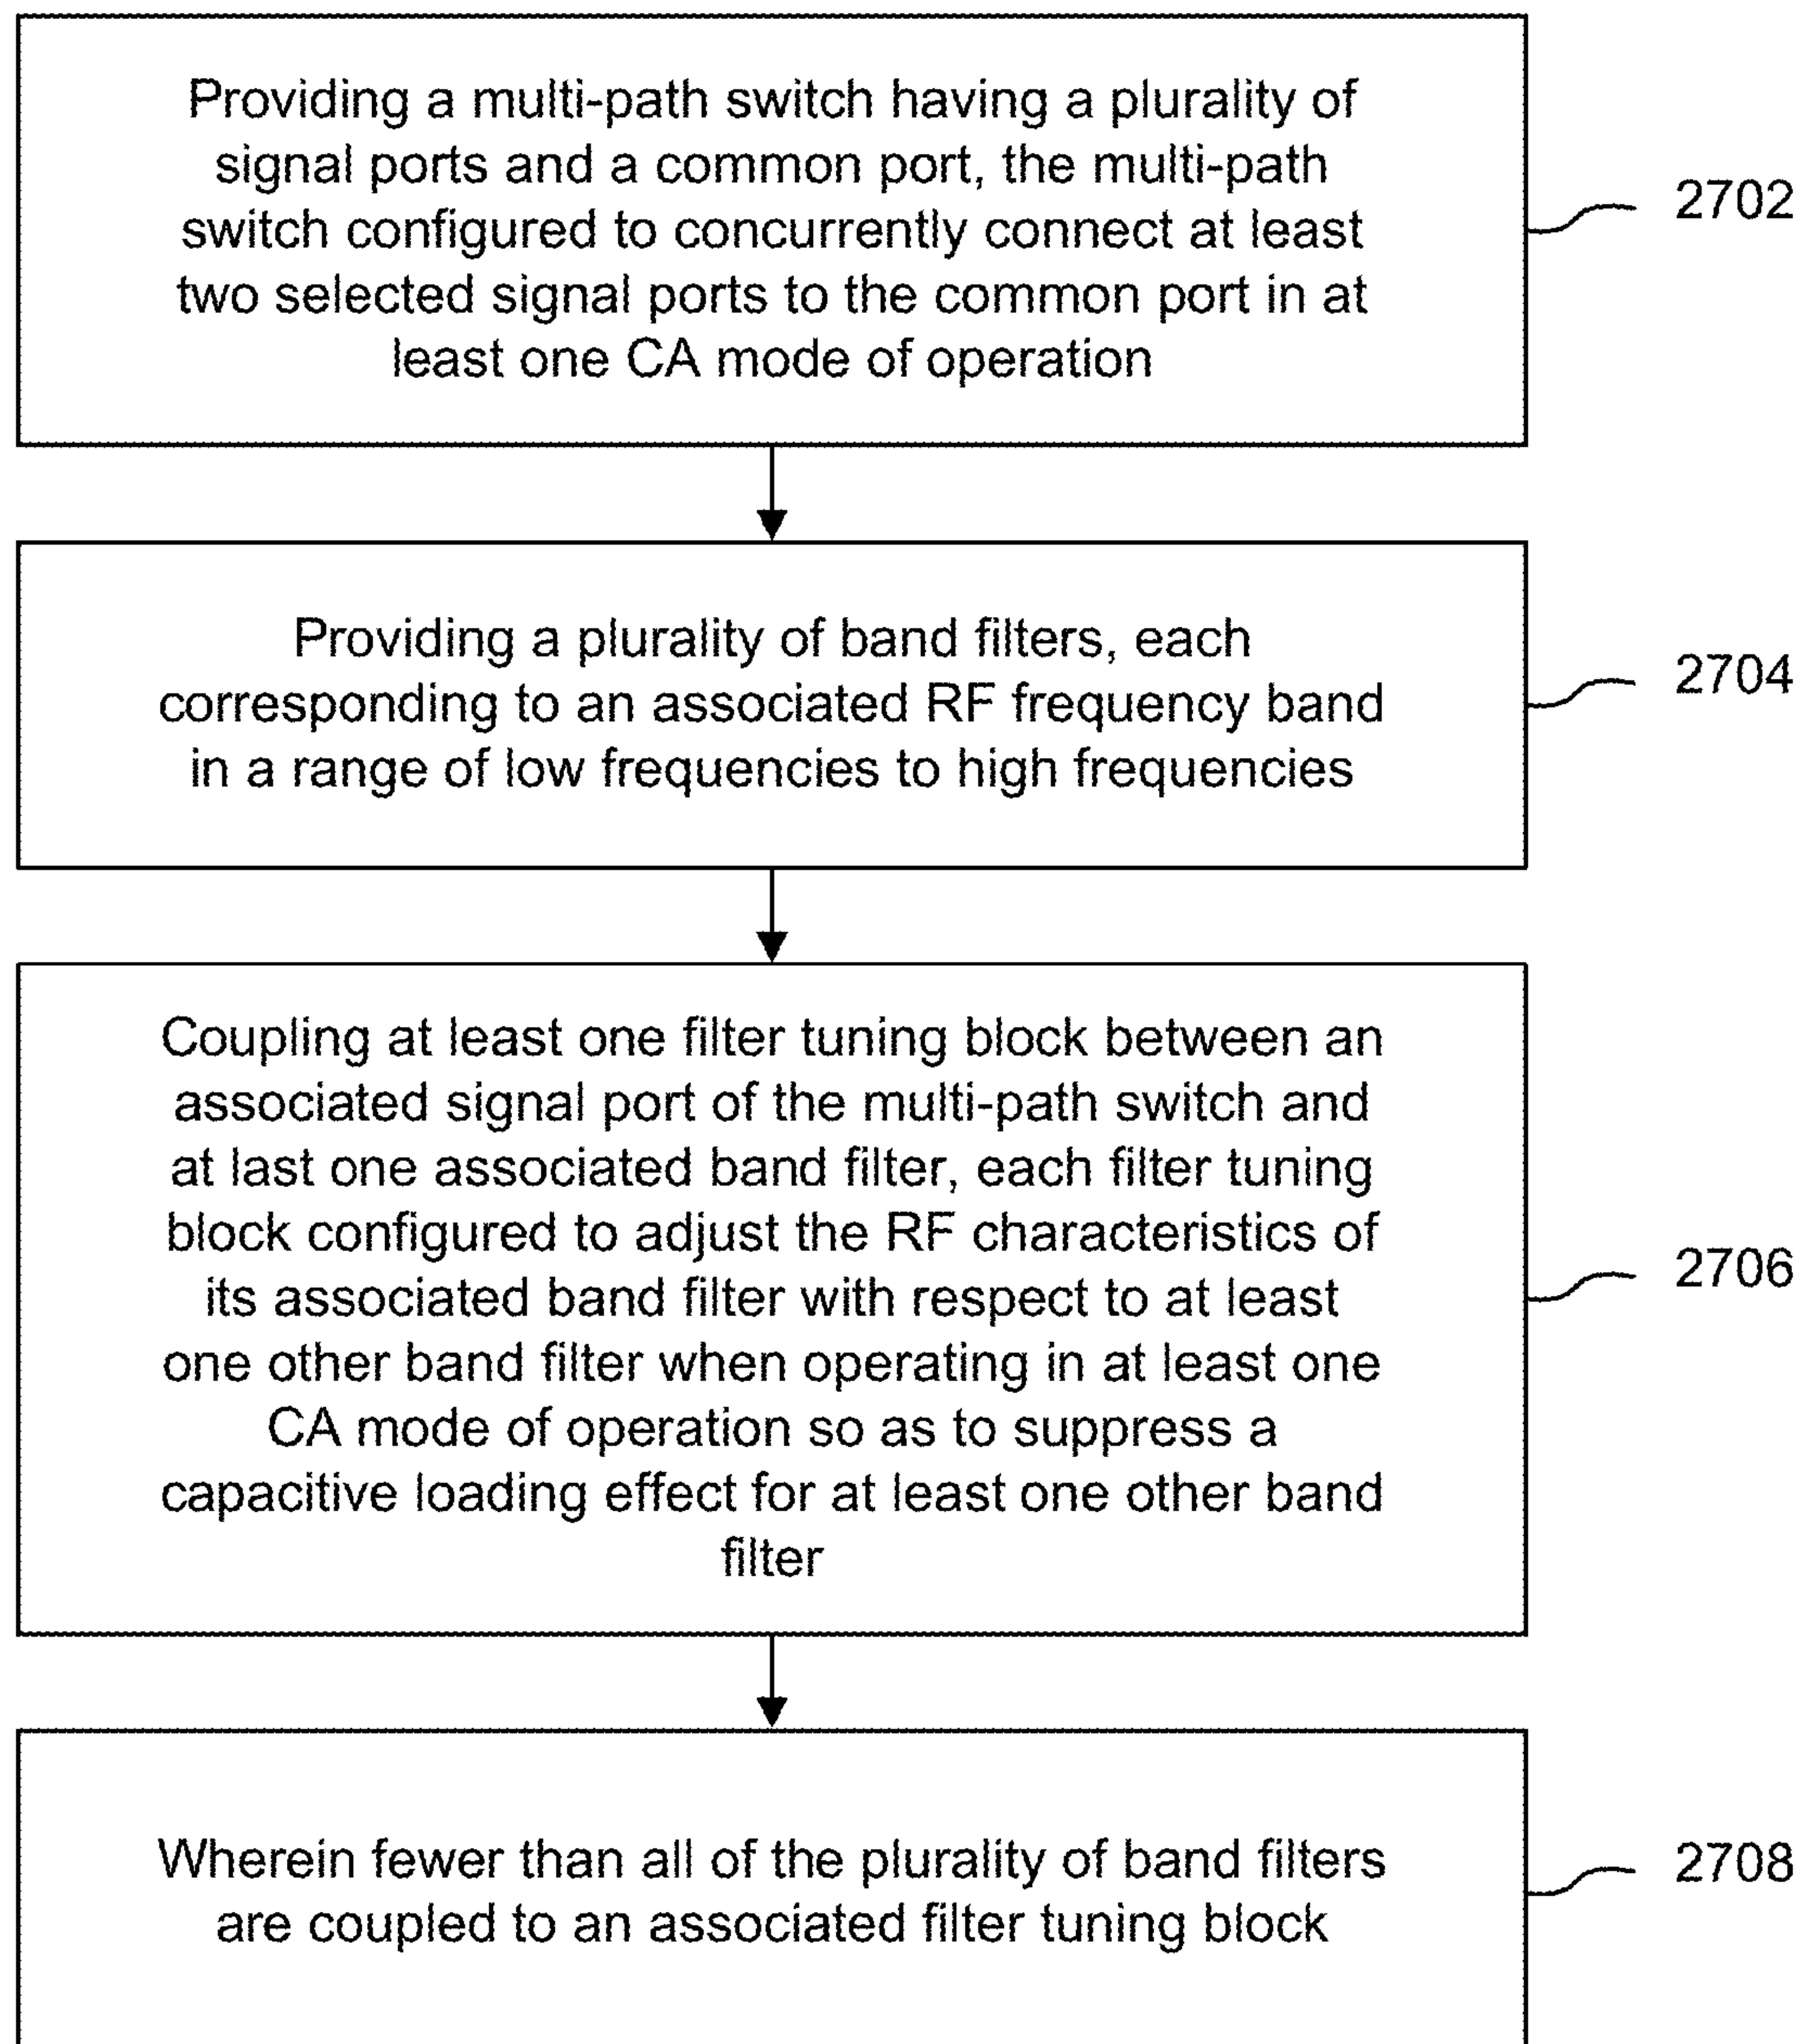 Providing a multi-path switch having a plurality of
signal ports and a common port, the multi-path
switch configured to concurrently connect at least
two selected signal ports to the common port in at
least one CA mode of operation
2702
Providing a plurality of band filters, each
corresponding to an associated RF frequency band
in a range of low frequencies to high frequencies
2704
Coupling at least one filter tuning block between an
associated signal port of the multi-path switch and
at last one associated band filter, each filter tuning
block configured to adjust the RF characteristics of
its associated band filter with respect to at least
one other band filter when operating in at least one
CA mode of operation so as to suppress a
capacitive loading effect for at least one other band
filter
2706
Wherein fewer than all of the plurality of band filters
are coupled to an associated filter tuning block
2708